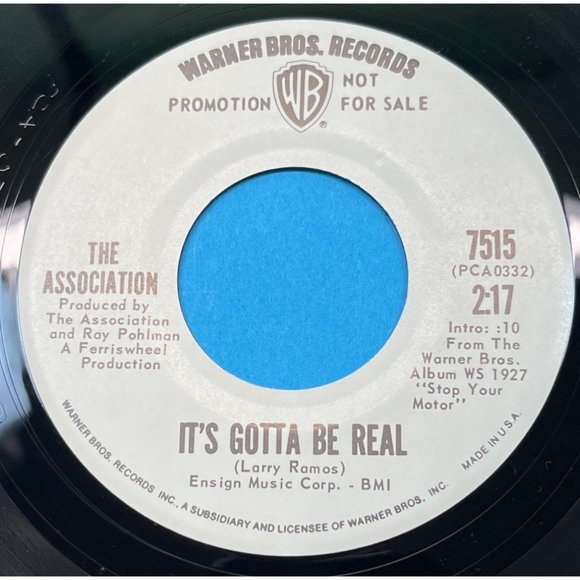 WARNER BROS. RECORDS
PROMOTION
WB
®
NOT
FOR SALE
THE
ASSOCIATION
Produced by
The Association
and Ray Pohlman
A Ferriswheel
Production
7515
(PCA0332)
2:17
Intro: :10
From The
Warner Bros.
Album WS 1927
"Stop Your
Motor"
IT'S GOTTA BE REAL
(Larry Ramos)
Ensign Music Corp. - BMI
WARNER BROS. RECORDS INC., A SUBSIDIARY AND LICENSEE OF WARNER BROS. INC.
MADE IN U.S.A.